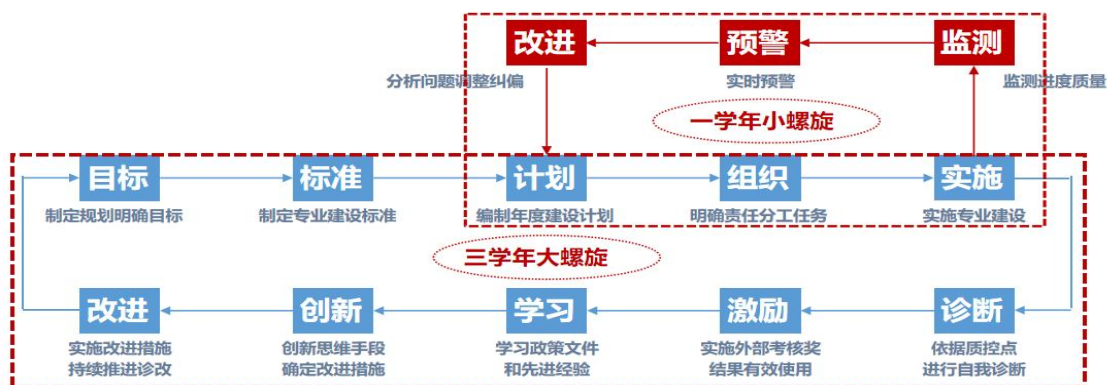 改进
预警
监测
分析问题调整纠偏
实时预警
监测进度质量
一学年小螺旋
目标
标准
计划
组织
实施
制定规划明确目标
制定专业建设标准
编制年度建设计划
明确责任分工任务
实施专业建设
三学年大螺旋
改进
创新
学习
激励
诊断
实施改进措施
持续推进诊改
创新思维手段
确定改进措施
学习政策文件
和先进经验
实施外部考核奖
结果有效使用
依据质控点
进行自我诊断